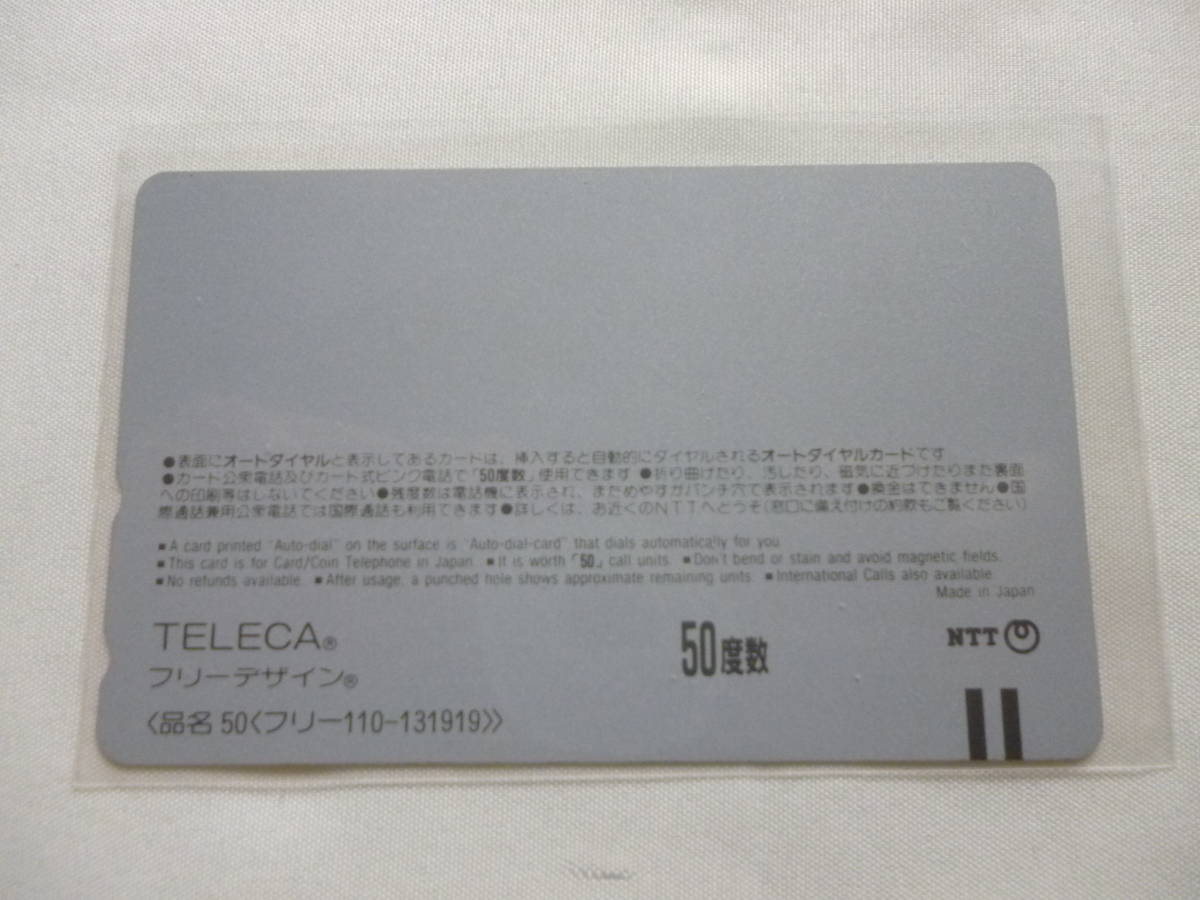 ●表面にオートダイヤルと表示してあるカードは、挿入すると自動的にダイヤルされるオートダイヤルカードです
●カード公衆電話及びカード式ピンク電話で「50度数」使用できます ●折り曲げたり、汚したり、磁気に近づけたりまた裏面
への印刷等はしないでください●残度数は電話機に表示され、まためやすがパンチ穴で表示されます●換金はできません●国
際通話兼用公衆電話では国際通話も利用できます●詳しくは、お近くのNTTへどうぞ(窓口に備え付けの約款もご覧ください)
■A card printed "Auto-dial" on the surface is "Auto-dial-card" that dials automatically for you.
■This card is for Card/Coin Telephone in Japan. ■It is worth「50」call units. ■Don't bend or stain and avoid magnetic fields.
■No refunds available. ■After usage, a punched hole shows approximate remaining units. ■International Calls also available.
Made in Japan
TELECA®
50度数
NTT
フリーデザイン®
〈品名 50〈フリー110-131919〉〉